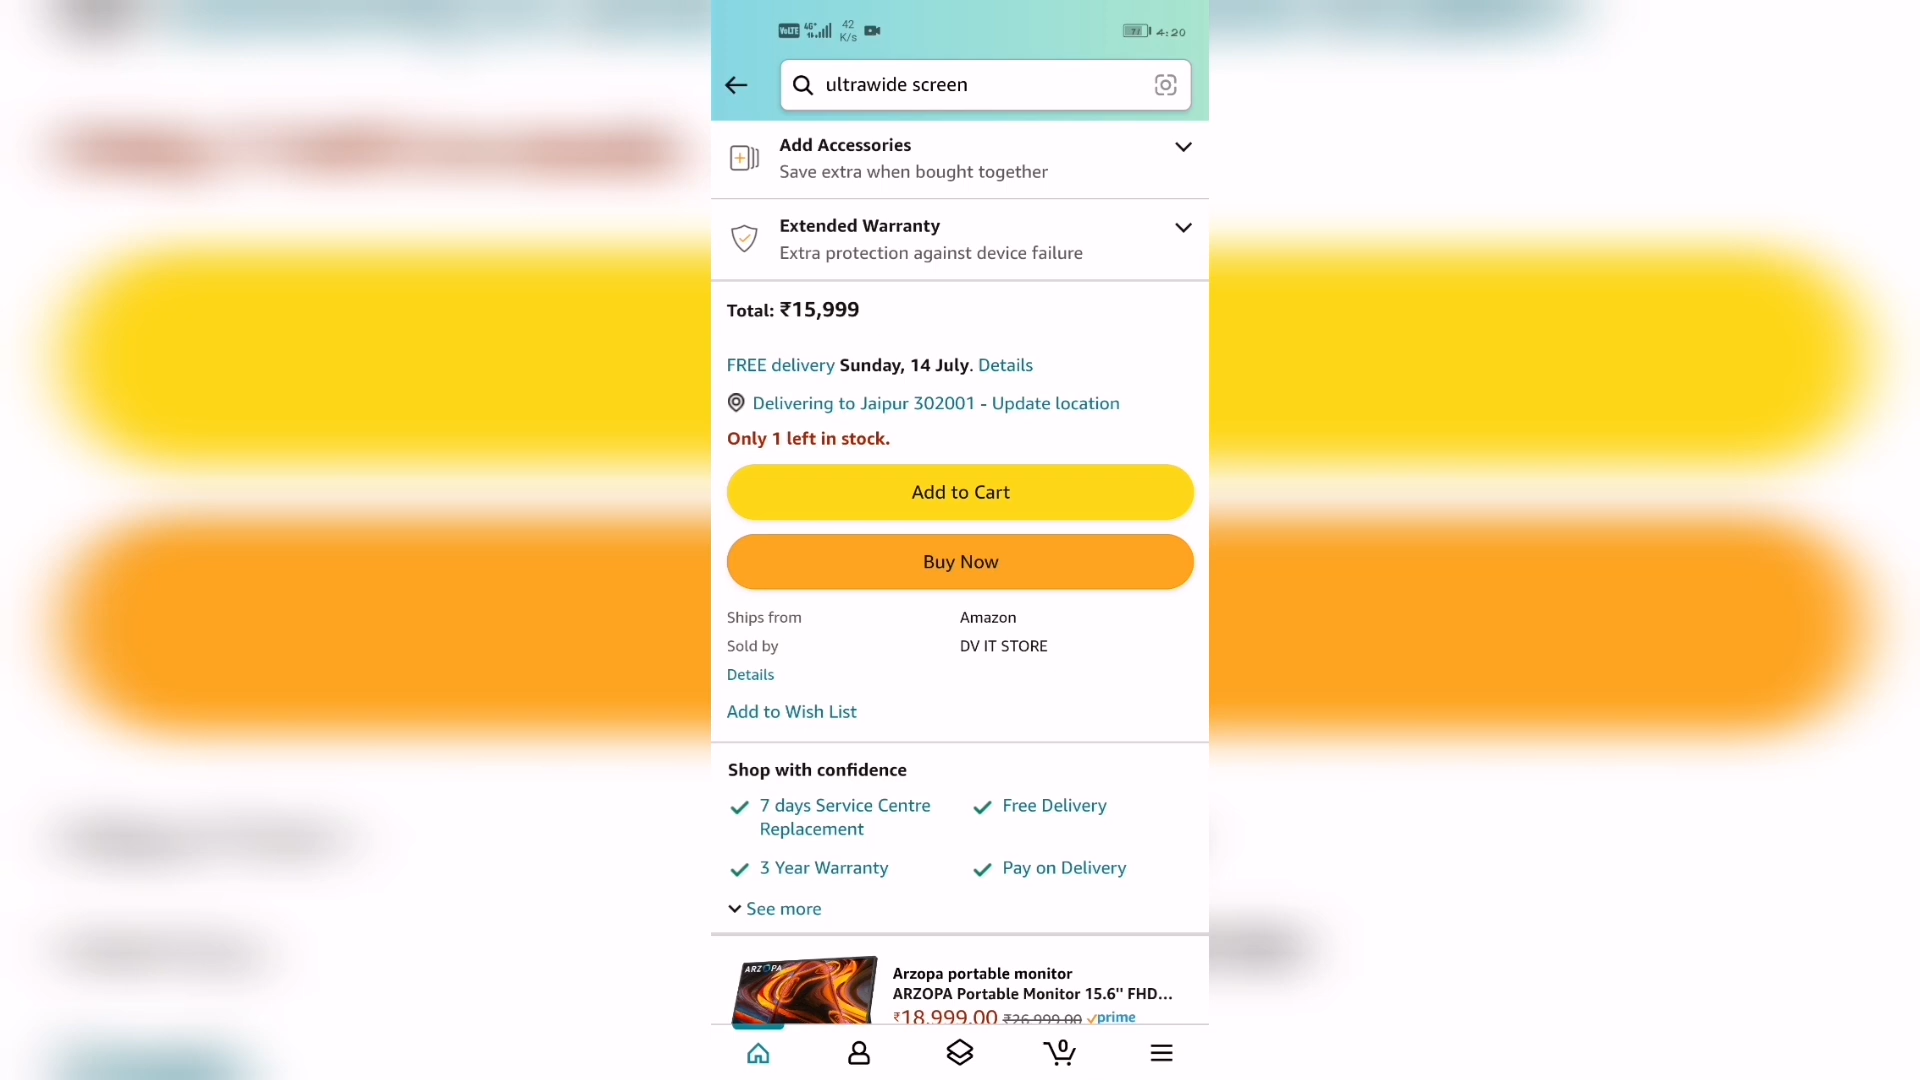 VoLTE 4G+ 42 K/s 71 4:20
ultrawide screen
Add Accessories
Save extra when bought together
Extended Warranty
Extra protection against device failure
Total: ₹15,999
FREE delivery Sunday, 14 July. Details
Delivering to Jaipur 302001 - Update location
Only 1 left in stock.
Add to Cart
Buy Now
Ships from Amazon
Sold by DV IT STORE
Details
Add to Wish List
Shop with confidence
7 days Service Centre Replacement
Free Delivery
3 Year Warranty
Pay on Delivery
See more
ARZOPA
Arzopa portable monitor
ARZOPA Portable Monitor 15.6'' FHD...
₹18,999.00 ₹26,999.00 prime
0